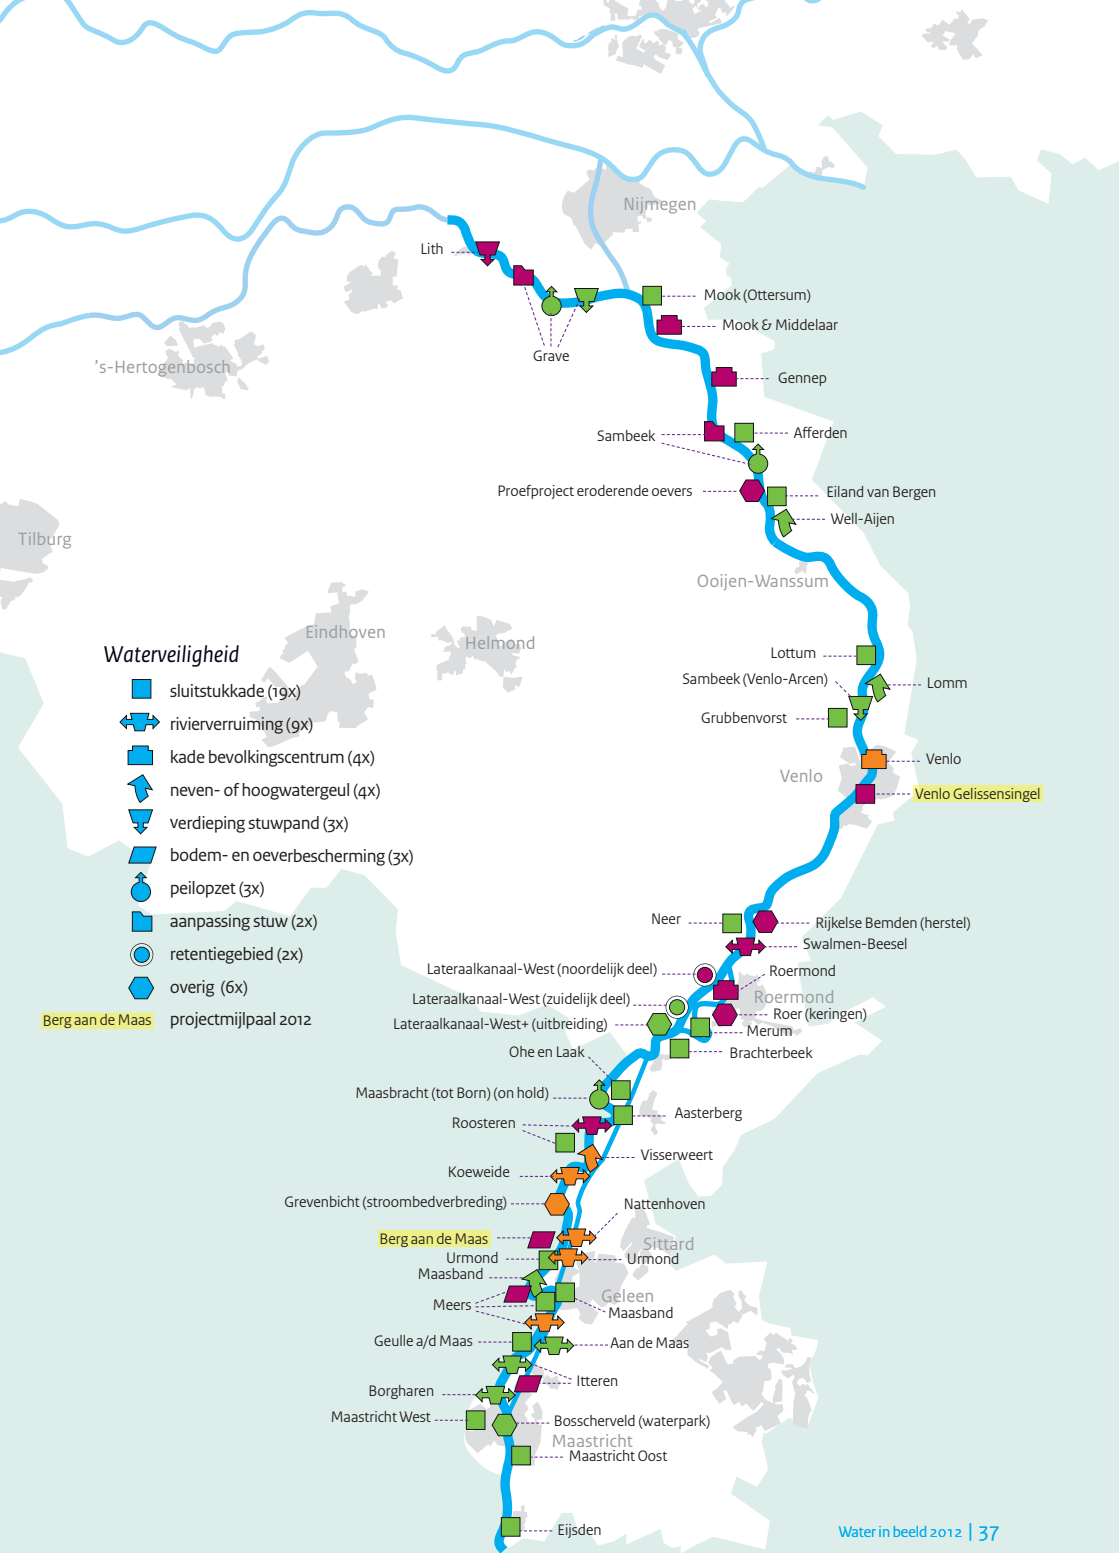 Nijmegen
Lith
Mook (Ottersum)
Mook & Middelaar
Grave
's-Hertogenbosch
Gennep
Sambeek
Afferden
Proefproject eroderende oevers
Eiland van Bergen
Well-Aijen
Tilburg
Ooijen-Wanssum
Eindhoven
Helmond
Waterveiligheid
sluitstukkade (19x)
rivierverruiming (9x)
kade bevolkingscentrum (4x)
neven- of hoogwatergeul (4x)
verdieping stuwpand (3x)
bodem- en oeverbescherming (3x)
peilopzet (3x)
aanpassing stuw (2x)
retentiegebied (2x)
overig (6x)
Berg aan de Maas projectmijlpaal 2012
Lottum
Sambeek (Venlo-Arcen)
Lomm
Grubbenvorst
Venlo
Venlo
Venlo Gelissensingel
Neer
Rijkelse Bemden (herstel)
Swalmen-Beesel
Lateraalkanaal-West (noordelijk deel)
Roermond
Lateraalkanaal-West (zuidelijk deel)
Roermond
Roer (keringen)
Lateraalkanaal-West+ (uitbreiding)
Merum
Ohe en Laak
Brachterbeek
Maasbracht (tot Born) (on hold)
Aasterberg
Roosteren
Visserweert
Koeweide
Grevenbicht (stroombedverbreding)
Nattenhoven
Berg aan de Maas
Sittard
Urmond
Urmond
Maasband
Geleen
Meers
Maasband
Geulle a/d Maas
Aan de Maas
Itteren
Borgharen
Maastricht West
Bosscherveld (waterpark)
Maastricht
Maastricht Oost
Eijsden
Water in beeld 2012 | 37